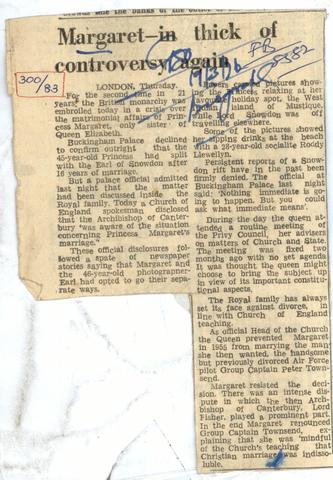 Margaret—in thick of
controversy again
300/
83
LONDON, Thursday.
For the second time in 21
years the British monarchy was
embroiled today in a crisis over
the matrimonial affairs of Prin-
cess Margaret, only sister of
Queen Elizabeth.
Buckingham Palace declined
to confirm outright that the
45-year-old Princess had split
with the Earl of Snowdon after
16 years of marriage.
But a palace official admitted
last night that the matter
had been discussed inside the
Royal family. Today a Church of
England spokesman disclosed
that the Archbishop of Canter-
bury 'was aware of the situation
concerning Princess Margaret's
marriage.'
These official disclosures fol-
lowed a spate of newspaper
stories saying that Margaret and
the 46-year-old photographer-
Earl had opted to go their sepa-
rate ways.
carried pictures show-
ing the Princess relaxing at her
favourite holiday spot, the West
Indian island of Mustique,
while Lord Snowdon was off
travelling elsewhere.
Some of the pictures showed
her sipping drinks at the beach
with a 28-year-old socialite Roddy
Llewellyn.
Persistent reports of a Snow-
don rift have in the past been
firmly denied. The official at
Buckingham Palace last night
said: 'Nothing immediate is go-
ing to happen. But you could
ask what immediate means'.
During the day the queen at-
tended a routine meeting of
the Privy Council, her advisers
on matters of Church and State.
The meeting was fixed two
months ago with no set agenda
it was thought the queen might
choose to bring the subject up
in view of its important constitu-
tional aspects.
The Royal family has always
set its face against divorce, in
line with Church of England
teaching.
As official Head of the Church
the Queen prevented Margaret
in 1955 from marrying the man
she then wanted, the handsome
but previously divorced Air Force
pilot Group Captain Peter Town-
send.
Margaret resisted the deci-
sion. There was an intense dis-
pute in which the then Arch-
bishop of Canterbury, Lord
Fisher, played a prominent part.
In the end Margaret renounced
Group Captain Townsend, ex-
plaining that she was 'mindful
of the Church's teaching that
Christian marriage was indisso-
luble.